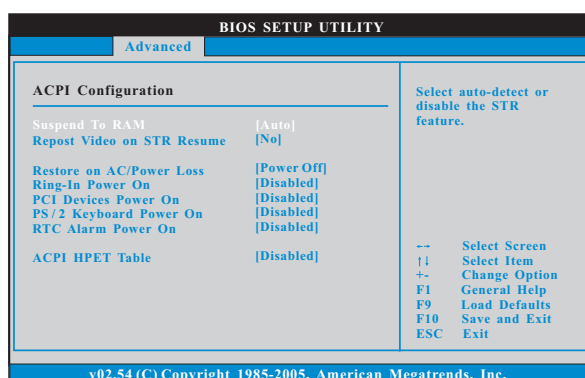 BIOS SETUP UTILITY
Advanced
ACPI Configuration
Suspend To RAM [Auto]
Repost Video on STR Resume [No]
Restore on AC/Power Loss [Power Off]
Ring-In Power On [Disabled]
PCI Devices Power On [Disabled]
PS/2 Keyboard Power On [Disabled]
RTC Alarm Power On [Disabled]
ACPI HPET Table [Disabled]
Select auto-detect or
disable the STR
feature.
←→ Select Screen
↑↓ Select Item
+- Change Option
F1 General Help
F9 Load Defaults
F10 Save and Exit
ESC Exit
v02.54 (C) Copyright 1985-2005, American Megatrends, Inc.